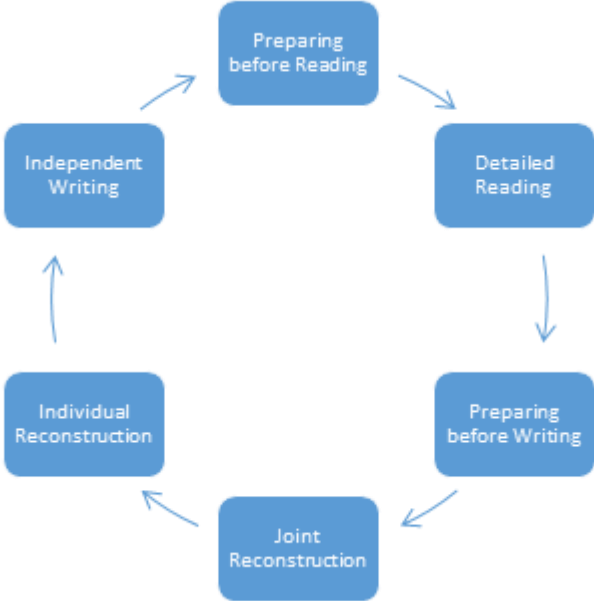 Preparing
before Reading
Detailed
Reading
Preparing
before Writing
Joint
Reconstruction
Individual
Reconstruction
Independent
Writing